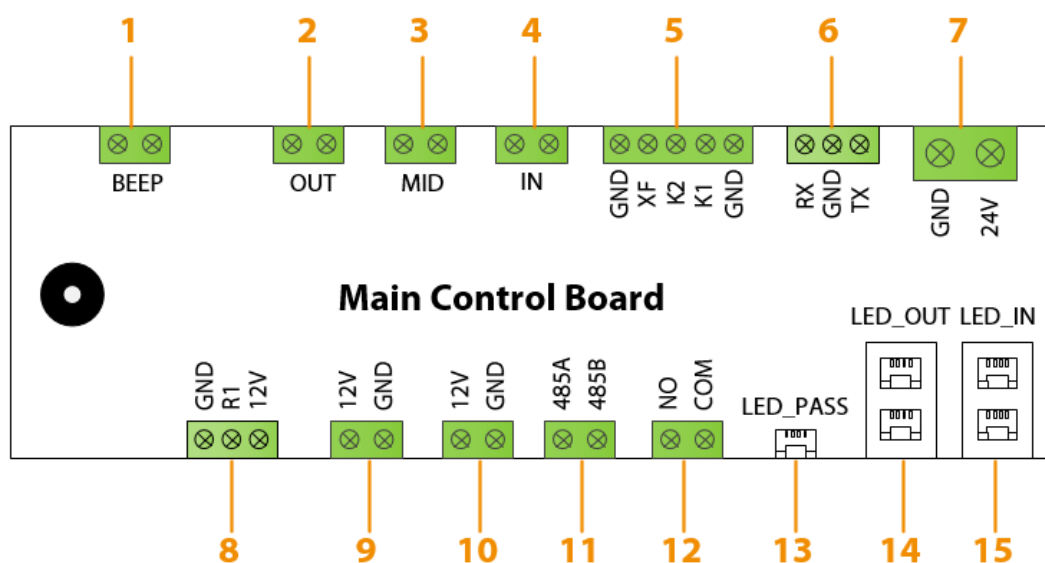 1 2 3 4 5 6 7
BEEP OUT MID IN GND XF K2 K1 GND RX GND TX GND 24V
Main Control Board
LED_OUT LED_IN
GND R1 12V 12V GND 12V GND 485A 485B NO COM LED_PASS
8 9 10 11 12 13 14 15